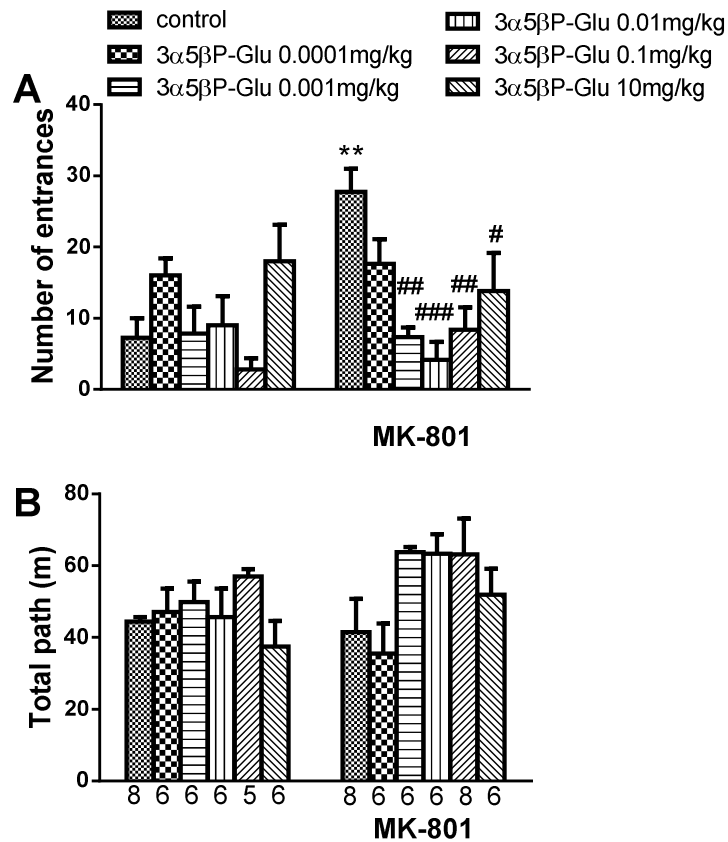 control
3α5βP-Glu 0.0001mg/kg
3α5βP-Glu 0.001mg/kg
3α5βP-Glu 0.01mg/kg
3α5βP-Glu 0.1mg/kg
3α5βP-Glu 10mg/kg
A
Number of entrances
40
30
20
10
0
**
##
###
##
#
MK-801
B
Total path (m)
80
60
40
20
0
8 6 6 6 5 6 8 6 6 6 8 6
MK-801